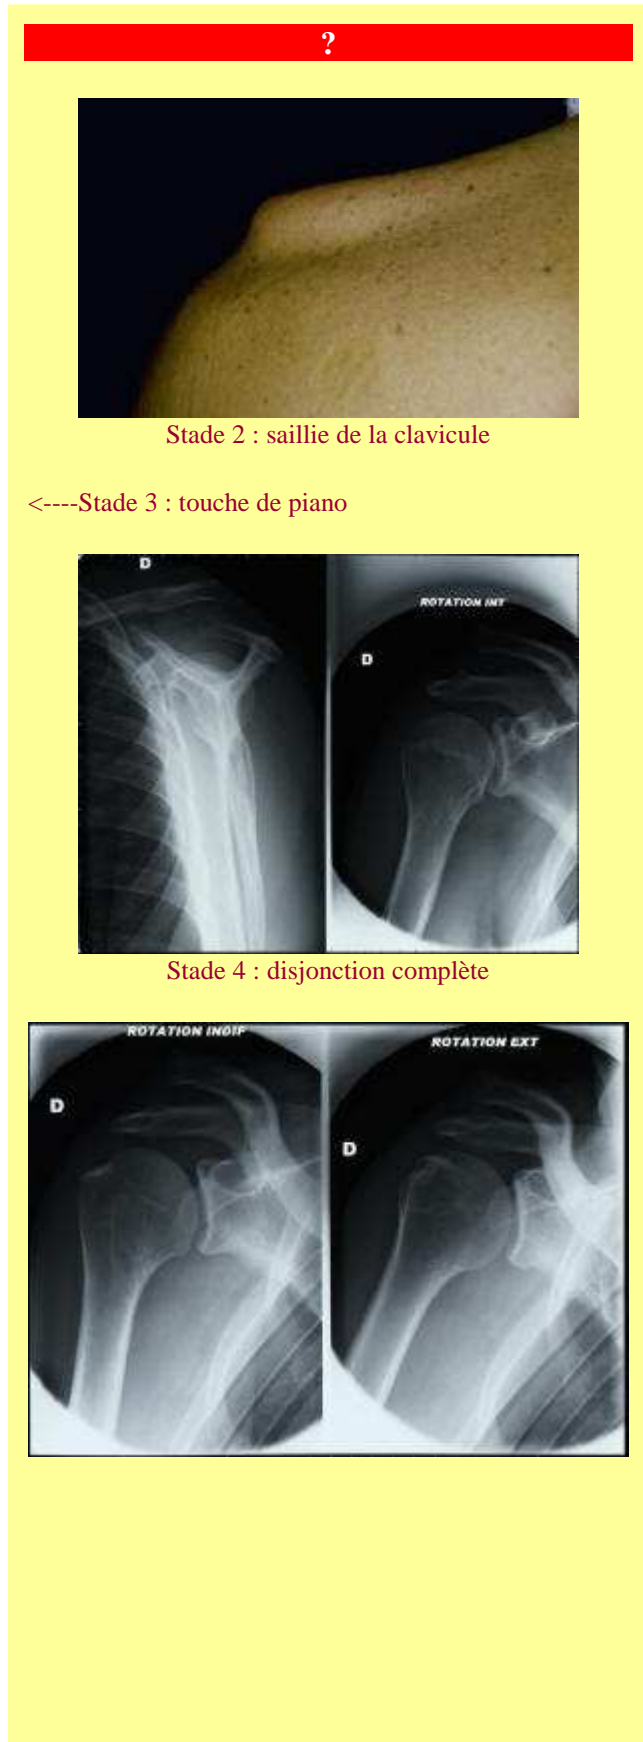 ?
Stade 2 : saillie de la clavicule
<----Stade 3 : touche de piano
D
ROTATION INT
D
Stade 4 : disjonction complète
ROTATION INDIF
ROTATION EXT
D
D